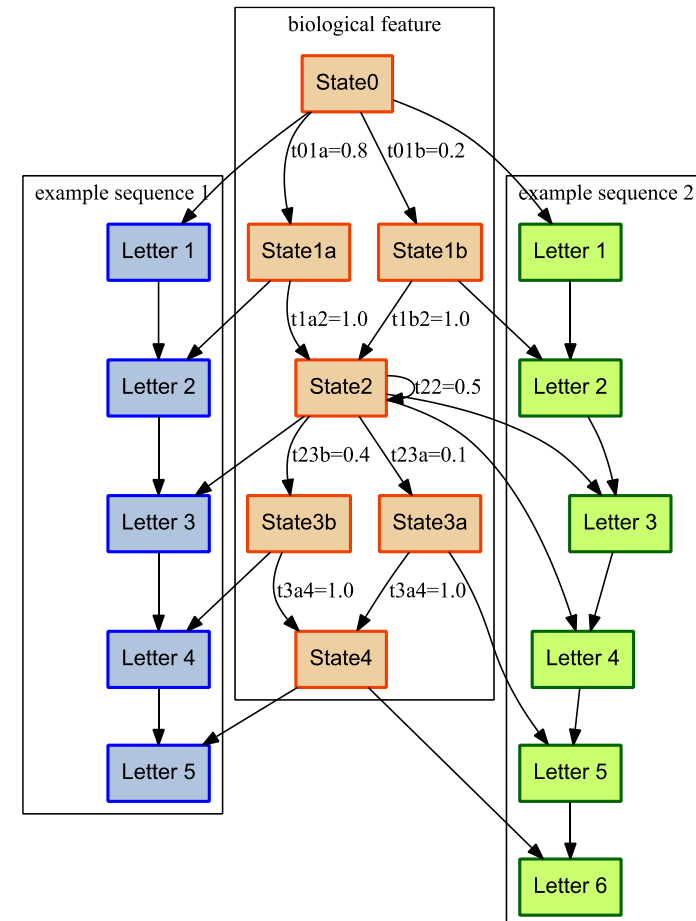 biological feature
State0
t01a=0.8
t01b=0.2
example sequence 1
example sequence 2
Letter 1
State1a
State1b
Letter 1
t1a2=1.0
t1b2=1.0
Letter 2
State2
t22=0.5
Letter 2
t23b=0.4
t23a=0.1
Letter 3
State3b
State3a
Letter 3
t3a4=1.0
t3a4=1.0
Letter 4
State4
Letter 4
Letter 5
Letter 5
Letter 6